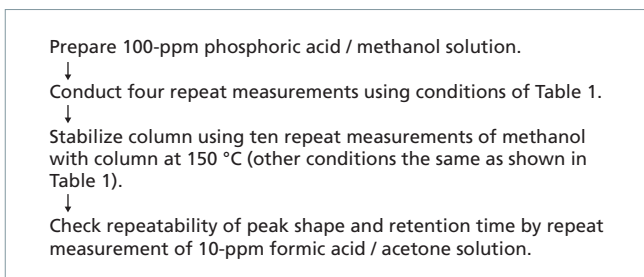 Prepare 100-ppm phosphoric acid / methanol solution.
↓
Conduct four repeat measurements using conditions of Table 1.
↓
Stabilize column using ten repeat measurements of methanol
with column at 150 °C (other conditions the same as shown in
Table 1).
↓
Check repeatability of peak shape and retention time by repeat
measurement of 10-ppm formic acid / acetone solution.